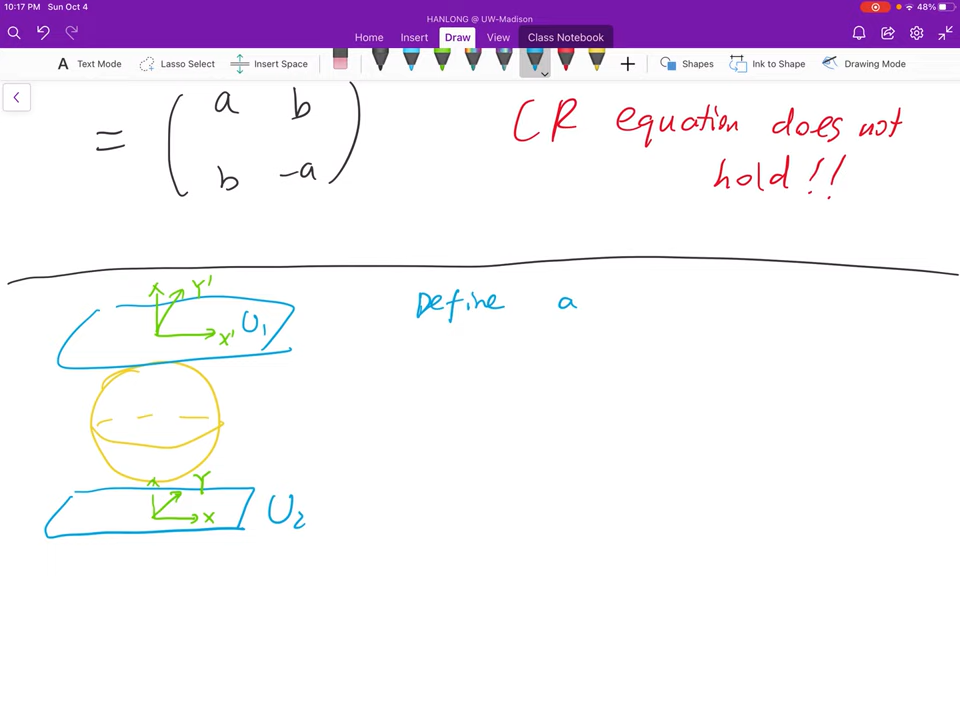 10:17 PM Sun Oct 4
48%
HANLONG @ UW-Madison
Home Insert Draw View Class Notebook
A Text Mode Lasso Select Insert Space Shapes Ink to Shape Drawing Mode
= ( a b
b -a )
CR equation does not
hold!!
Y'
X'
U1
Define a
Y
X
U2